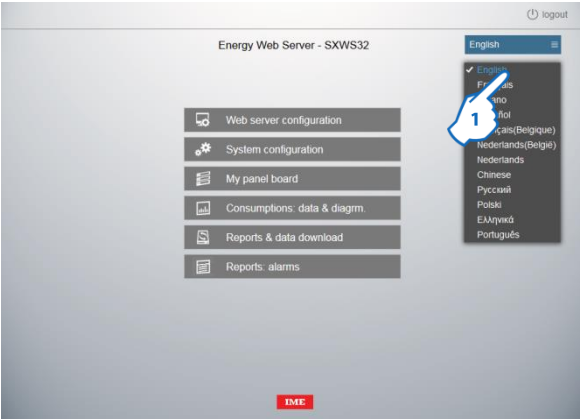 logout
Energy Web Server - SXWS32
English
English
Web server configuration
System configuration
My panel board
Consumptions: data & diagrm.
Reports & data download
Reports: alarms
1
Nederlands(België)
Nederlands
Chinese
Русский
Polski
Ελληνικά
Português
IME